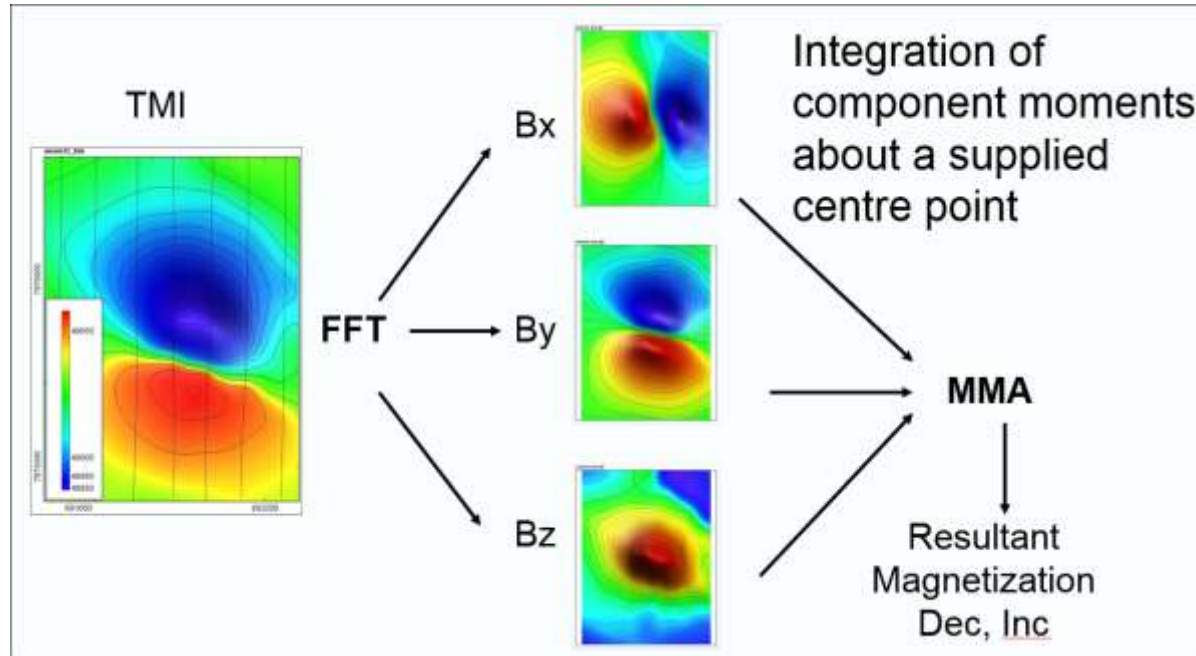 TMI
FFT
Bx
By
Bz
Integration of
component moments
about a supplied
centre point
MMA
Resultant
Magnetization
Dec, Inc